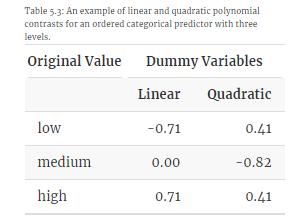 Table 5.3: An example of linear and quadratic polynomial
contrasts for an ordered categorical predictor with three
levels.
Original Value Dummy Variables
Linear Quadratic
low −0.71 0.41
medium 0.00 −0.82
high 0.71 0.41